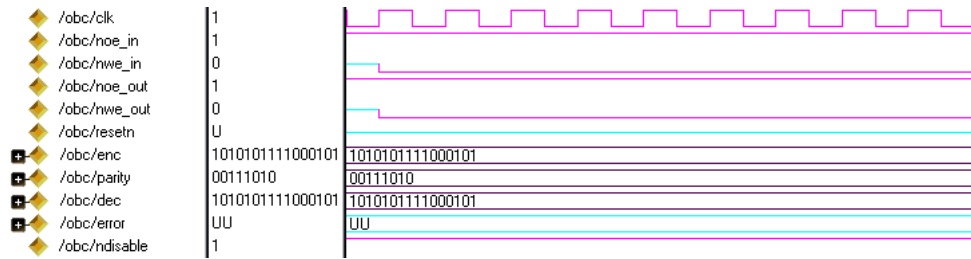 /obc/clk 1
/obc/noe_in 1
/obc/nwe_in 0
/obc/noe_out 1
/obc/nwe_out 0
/obc/resetn U
/obc/enc 1010101111000101 1010101111000101
/obc/parity 00111010 00111010
/obc/dec 1010101111000101 1010101111000101
/obc/error UU UU
/obc/ndisable 1